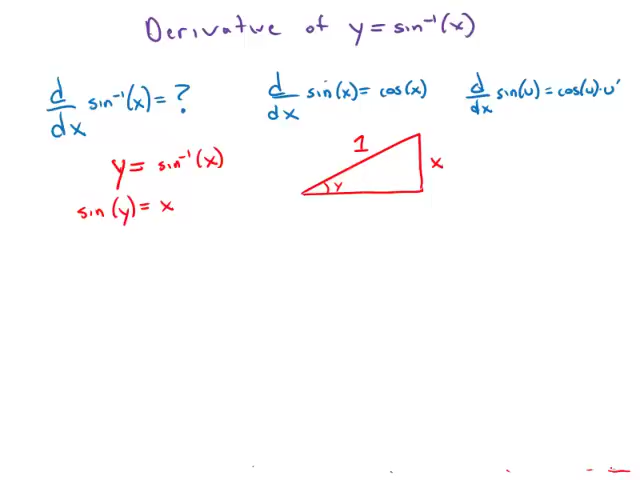 Derivative of y = sin⁻¹(x)
d/dx sin⁻¹(x) = ?
d/dx sin(x) = cos(x)
d/dx sin(u) = cos(u)·u'
y = sin⁻¹(x)
sin(y) = x
1
x
y